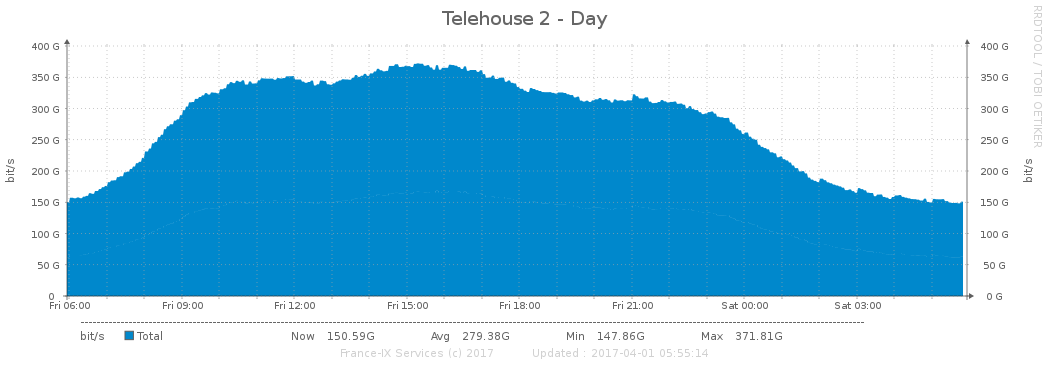 Telehouse 2 - Day
RRDTOOL / TOBI OETIKER
400 G 400 G
350 G 350 G
300 G 300 G
250 G 250 G
200 G 200 G
150 G 150 G
100 G 100 G
50 G 50 G
0 0 G
bit/s bit/s
Fri 06:00 Fri 09:00 Fri 12:00 Fri 15:00 Fri 18:00 Fri 21:00 Sat 00:00 Sat 03:00
bit/s Total Now 150.59G Avg 279.38G Min 147.86G Max 371.81G
France-IX Services (c) 2017 Updated : 2017-04-01 05:55:14